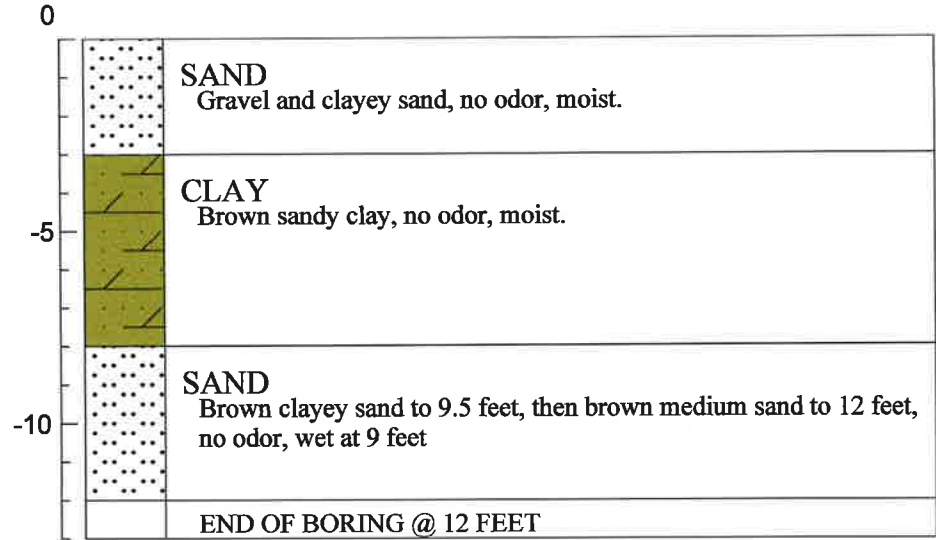 0
SAND
Gravel and clayey sand, no odor, moist.
CLAY
Brown sandy clay, no odor, moist.
-5
SAND
Brown clayey sand to 9.5 feet, then brown medium sand to 12 feet,
no odor, wet at 9 feet
-10
END OF BORING @ 12 FEET